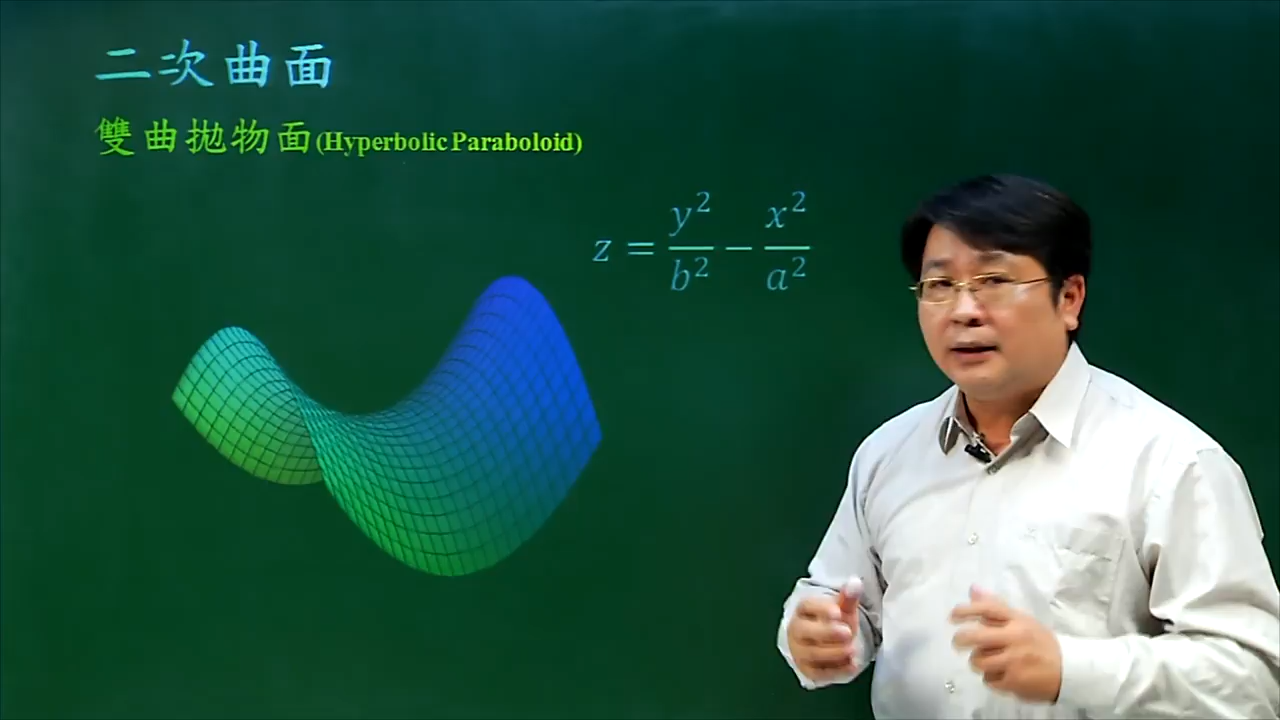 二次曲面
雙曲拋物面(Hyperbolic Paraboloid)
z = y²/b² − x²/a²